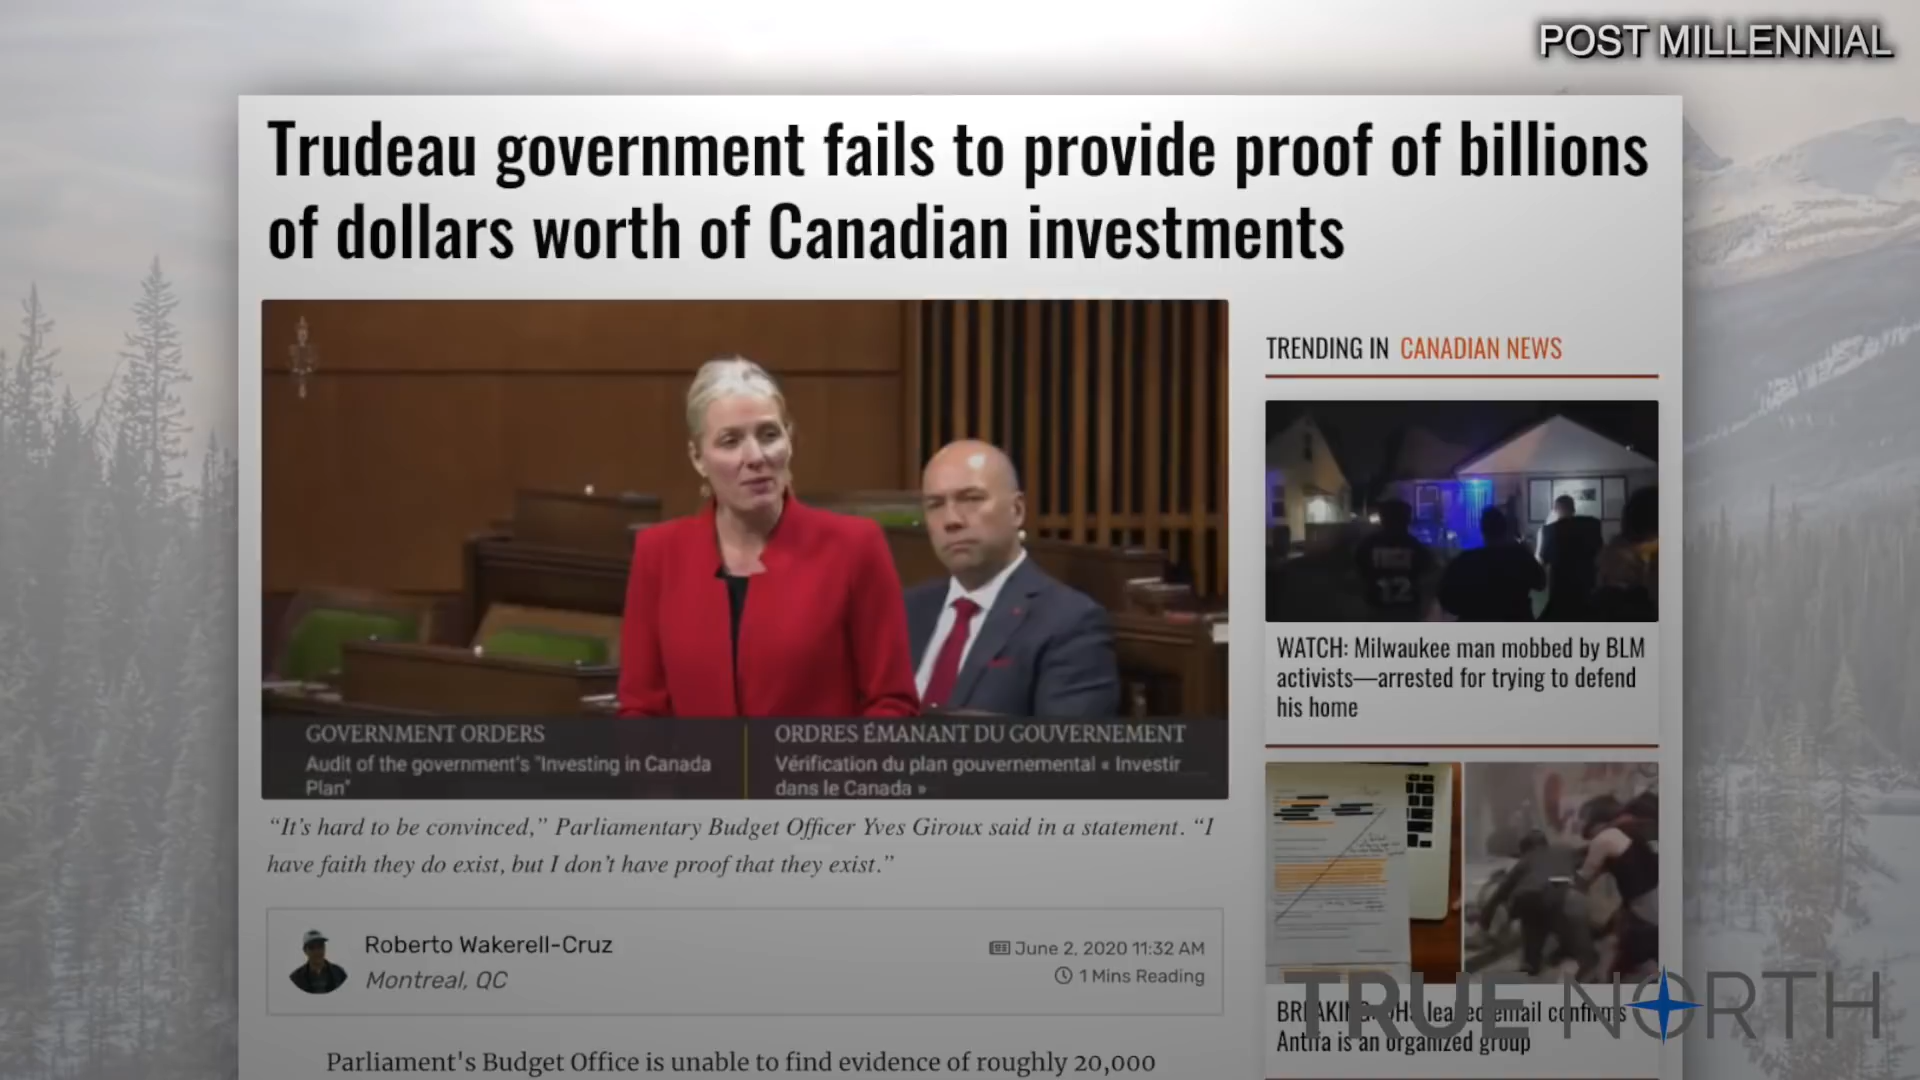 POST MILLENNIAL
Trudeau government fails to provide proof of billions
of dollars worth of Canadian investments
GOVERNMENT ORDERS
Audit of the government's "Investing in Canada
Plan"
ORDRES ÉMANANT DU GOUVERNEMENT
Vérification du plan gouvernemental « Investir
dans le Canada »
“It’s hard to be convinced,” Parliamentary Budget Officer Yves Giroux said in a statement. “I
have faith they do exist, but I don’t have proof that they exist.”
Roberto Wakerell-Cruz
Montreal, QC
June 2, 2020 11:32 AM
1 Mins Reading
Parliament's Budget Office is unable to find evidence of roughly 20,000
TRENDING IN CANADIAN NEWS
12
WATCH: Milwaukee man mobbed by BLM
activists—arrested for trying to defend
his home
BREAKING: DHS leaked email confirms
Antifa is an organized group
TRUE NORTH